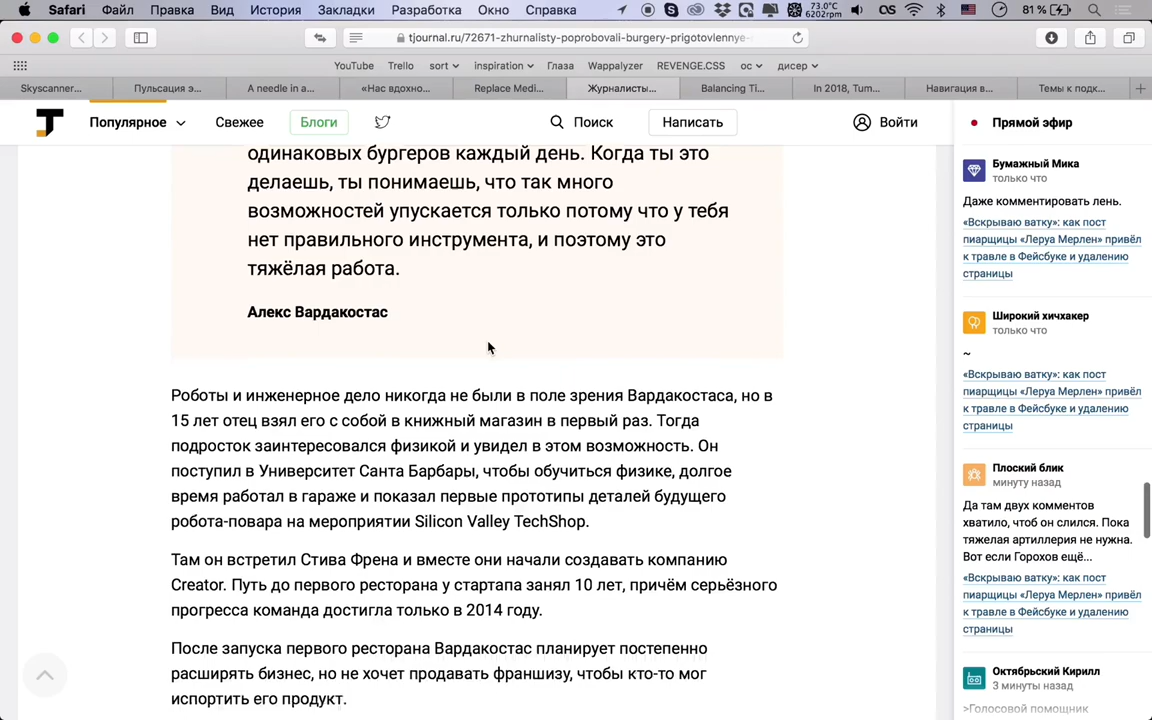 Safari Файл Правка Вид История Закладки Разработка Окно Справка 73.0°C 6202rpm 81 %
tjournal.ru/72671-zhurnalisty-poprobovali-burgery-prigotovlennye-
YouTube Trello sort inspiration Глаза Wappalyzer REVENGE.CSS ос дисер
Skyscanner... Пульсация э... A needle in a... «Нас вдохно... Replace Medi... Журналисты... Balancing Ti... In 2018, Tum... Навигация в... Темы к подк...
Популярное Свежее Блоги Поиск Написать Войти
одинаковых бургеров каждый день. Когда ты это
делаешь, ты понимаешь, что так много
возможностей упускается только потому что у тебя
нет правильного инструмента, и поэтому это
тяжёлая работа.
Алекс Вардакостас
Роботы и инженерное дело никогда не были в поле зрения Вардакостаса, но в
15 лет отец взял его с собой в книжный магазин в первый раз. Тогда
подросток заинтересовался физикой и увидел в этом возможность. Он
поступил в Университет Санта Барбары, чтобы обучиться физике, долгое
время работал в гараже и показал первые прототипы деталей будущего
робота-повара на мероприятии Silicon Valley TechShop.
Там он встретил Стива Френа и вместе они начали создавать компанию
Creator. Путь до первого ресторана у стартапа занял 10 лет, причём серьёзного
прогресса команда достигла только в 2014 году.
После запуска первого ресторана Вардакостас планирует постепенно
расширять бизнес, но не хочет продавать франшизу, чтобы кто-то мог
испортить его продукт.
Прямой эфир
Бумажный Мика
только что
Даже комментировать лень.
«Вскрываю ватку»: как пост
пиарщицы «Леруа Мерлен» привёл
к травле в Фейсбуке и удалению
страницы
Широкий хичхакер
только что
~
«Вскрываю ватку»: как пост
пиарщицы «Леруа Мерлен» привёл
к травле в Фейсбуке и удалению
страницы
Плоский блик
минуту назад
Да там двух комментов
хватило, чтоб он слился. Пока
тяжелая артиллерия не нужна.
Вот если Горохов ещё...
«Вскрываю ватку»: как пост
пиарщицы «Леруа Мерлен» привёл
к травле в Фейсбуке и удалению
страницы
Октябрьский Кирилл
3 минуты назад
>Голосовой помощник